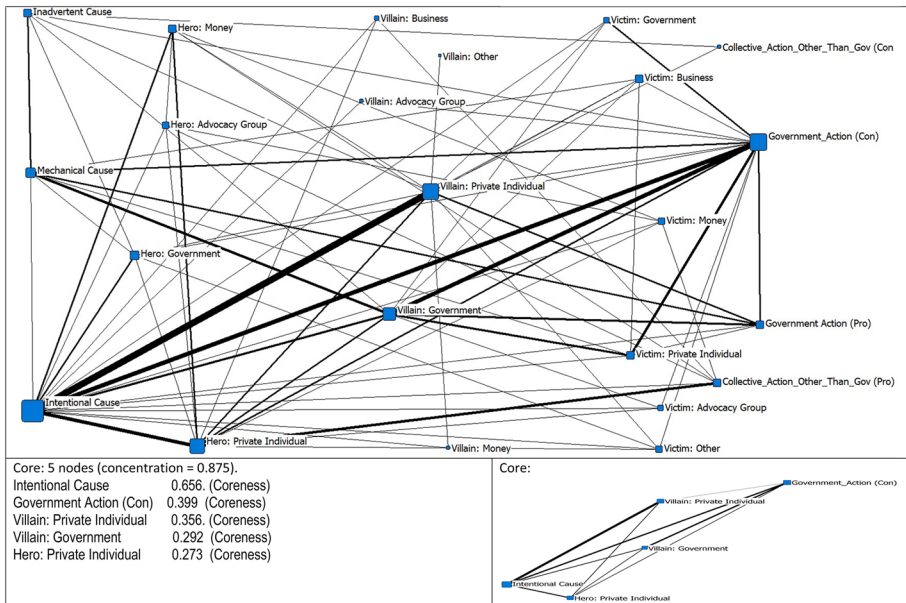 Inadvertent Cause
Villain: Business
Victim: Government
Hero: Money
Collective_Action_Other_Than_Gov (Con
Villain: Other
Victim: Business
Villain: Advocacy Group
Hero: Advocacy Group
Government_Action (Con)
Mechanical Cause
Villain: Private Individual
Victim: Money
Hero: Government
Villain: Government
Government Action (Pro)
Victim: Private Individual
Collective_Action_Other_Than_Gov (Pro)
Intentional Cause
Victim: Advocacy Group
Hero: Private Individual
Villain: Money
Victim: Other
Core: 5 nodes (concentration = 0.875).
Intentional Cause 0.656. (Coreness)
Government Action (Con) 0.399 (Coreness)
Villain: Private Individual 0.356. (Coreness)
Villain: Government 0.292 (Coreness)
Hero: Private Individual 0.273 (Coreness)
Core:
Government_Action (Con)
Villain: Private Individual
Villain: Government
Intentional Cause
Hero: Private Individual